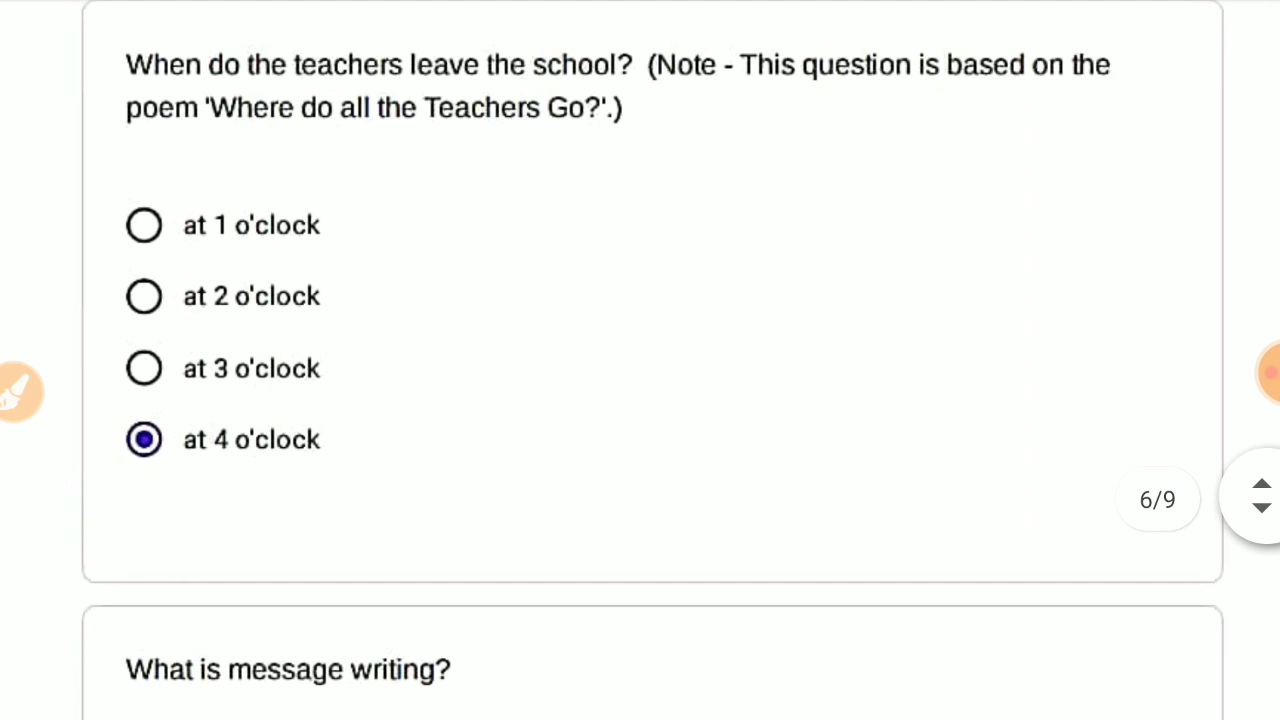 When do the teachers leave the school?  (Note - This question is based on the
poem 'Where do all the Teachers Go?'.)
at 1 o'clock
at 2 o'clock
at 3 o'clock
at 4 o'clock
6/9
What is message writing?